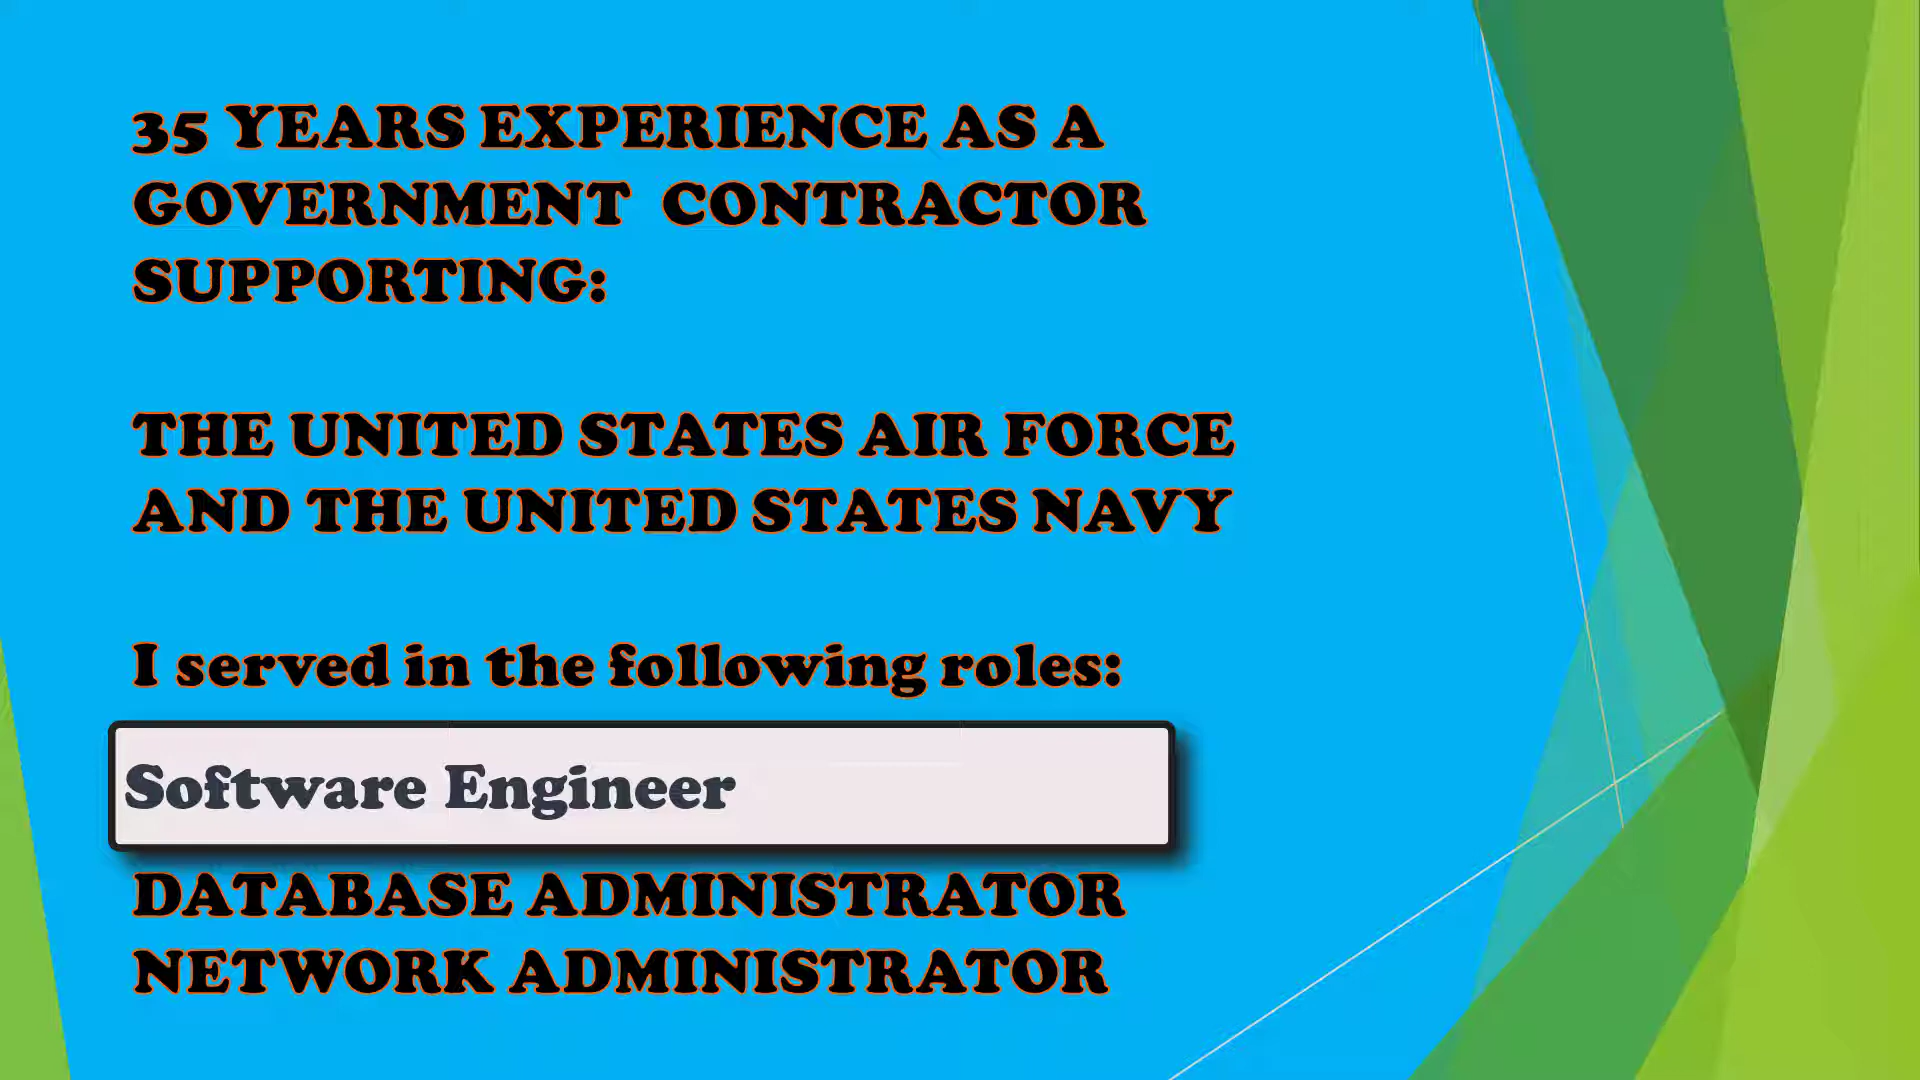 35 YEARS EXPERIENCE AS A
GOVERNMENT CONTRACTOR
SUPPORTING:
THE UNITED STATES AIR FORCE
AND THE UNITED STATES NAVY
I served in the following roles:
Software Engineer
DATABASE ADMINISTRATOR
NETWORK ADMINISTRATOR